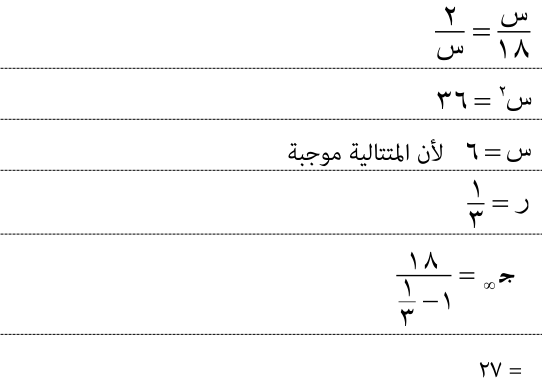 س/١٨ = ٢/س
س٢ = ٣٦
س = ٦ لأن المتتالية موجبة
ر = ١/٣
جـ∞ = ١٨/(١ − ١/٣)
= ٢٧